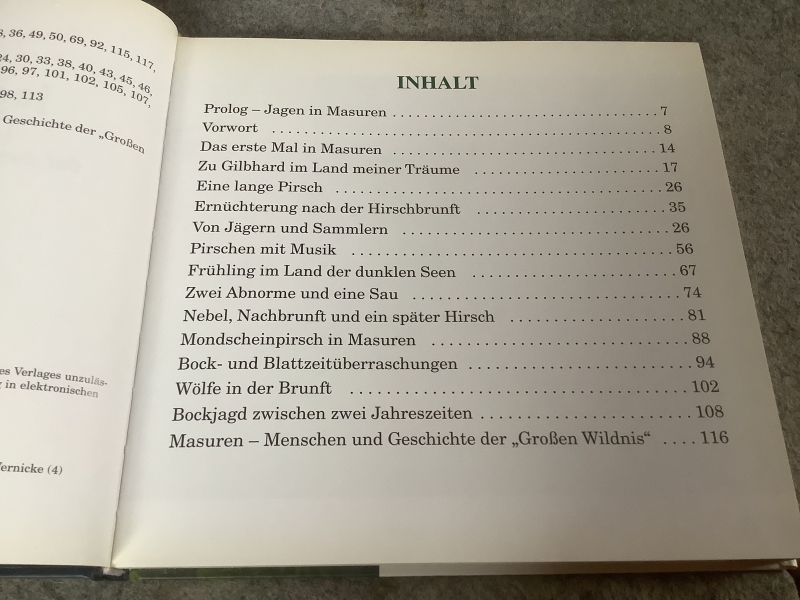 36, 49, 50, 69, 92, 115, 117,
30, 33, 38, 40, 43, 45, 46,
96, 97, 101, 102, 105, 107,
98, 113
Geschichte der „Großen
es Verlages unzuläs-
in elektronischen
ernicke (4)
INHALT
Prolog – Jagen in Masuren . . . . . . . . . . . . . . . . . . . . . . . . . . . . . . . . . . 7
Vorwort . . . . . . . . . . . . . . . . . . . . . . . . . . . . . . . . . . . . . . . . . . . . . . . . . 8
Das erste Mal in Masuren . . . . . . . . . . . . . . . . . . . . . . . . . . . . . . . . . 14
Zu Gilbhard im Land meiner Träume . . . . . . . . . . . . . . . . . . . . . . . 17
Eine lange Pirsch . . . . . . . . . . . . . . . . . . . . . . . . . . . . . . . . . . . . . . . . 26
Ernüchterung nach der Hirschbrunft . . . . . . . . . . . . . . . . . . . . . . . 35
Von Jägern und Sammlern . . . . . . . . . . . . . . . . . . . . . . . . . . . . . . . . 26
Pirschen mit Musik . . . . . . . . . . . . . . . . . . . . . . . . . . . . . . . . . . . . . . 56
Frühling im Land der dunklen Seen . . . . . . . . . . . . . . . . . . . . . . . . 67
Zwei Abnorme und eine Sau . . . . . . . . . . . . . . . . . . . . . . . . . . . . . . 74
Nebel, Nachbrunft und ein später Hirsch . . . . . . . . . . . . . . . . . . . 81
Mondscheinpirsch in Masuren . . . . . . . . . . . . . . . . . . . . . . . . . . . . 88
Bock- und Blattzeitüberraschungen . . . . . . . . . . . . . . . . . . . . . . . . 94
Wölfe in der Brunft . . . . . . . . . . . . . . . . . . . . . . . . . . . . . . . . . . . . . 102
Bockjagd zwischen zwei Jahreszeiten . . . . . . . . . . . . . . . . . . . . . . 108
Masuren – Menschen und Geschichte der „Großen Wildnis“ . . . . 116